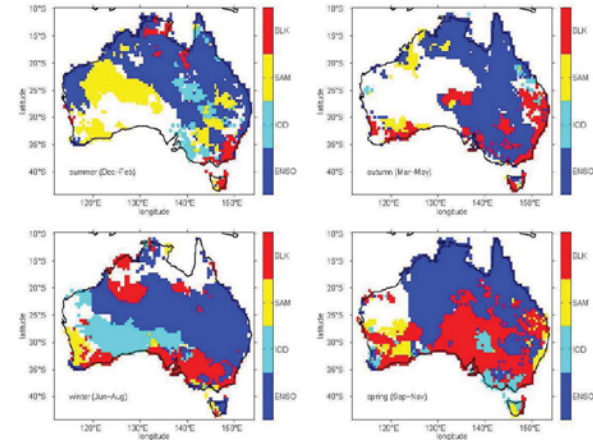 10°S
15°S
20°S
25°S
30°S
35°S
40°S
latitude
120°E 130°E 140°E 150°E
longitude
summer (Dec-Feb)
BLK
SAM
IOD
ENSO
10°S
15°S
20°S
25°S
30°S
35°S
40°S
latitude
120°E 130°E 140°E 150°E
longitude
autumn (Mar-May)
BLK
SAM
IOD
ENSO
10°S
15°S
20°S
25°S
30°S
35°S
40°S
latitude
120°E 130°E 140°E 150°E
longitude
winter (Jun-Aug)
BLK
SAM
IOD
ENSO
10°S
15°S
20°S
25°S
30°S
35°S
40°S
latitude
120°E 130°E 140°E 150°E
longitude
spring (Sep-Nov)
BLK
SAM
IOD
ENSO